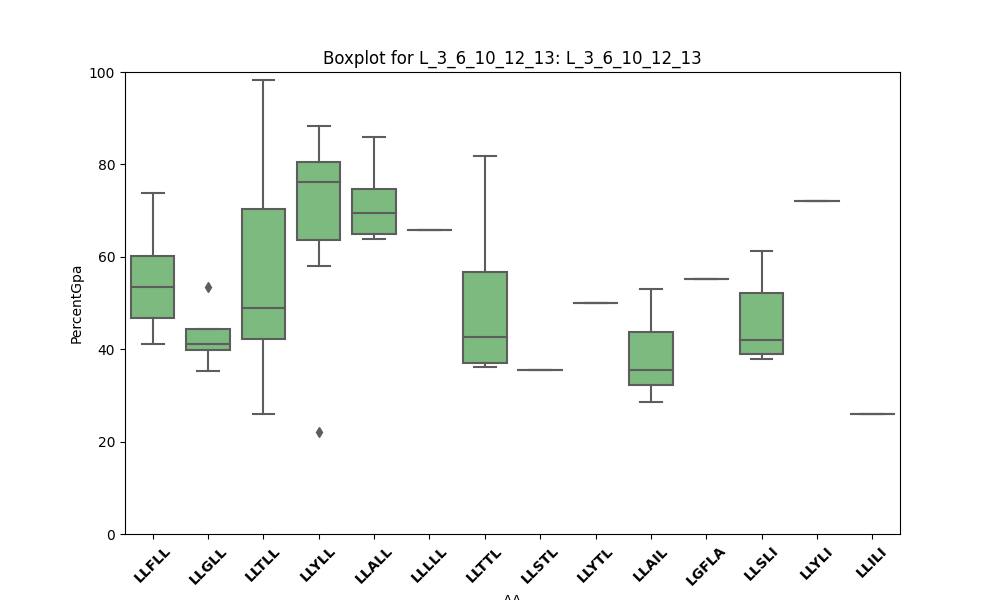 Boxplot for L_3_6_10_12_13: L_3_6_10_12_13
100
80
60
40
20
0
PercentGpa
LLFLL
LLGLL
LLTLL
LLYLL
LLALL
LLLLL
LLTTL
LLSTL
LLYTL
LLAIL
LGFLA
LLSLI
LLYLI
LLILI
AA